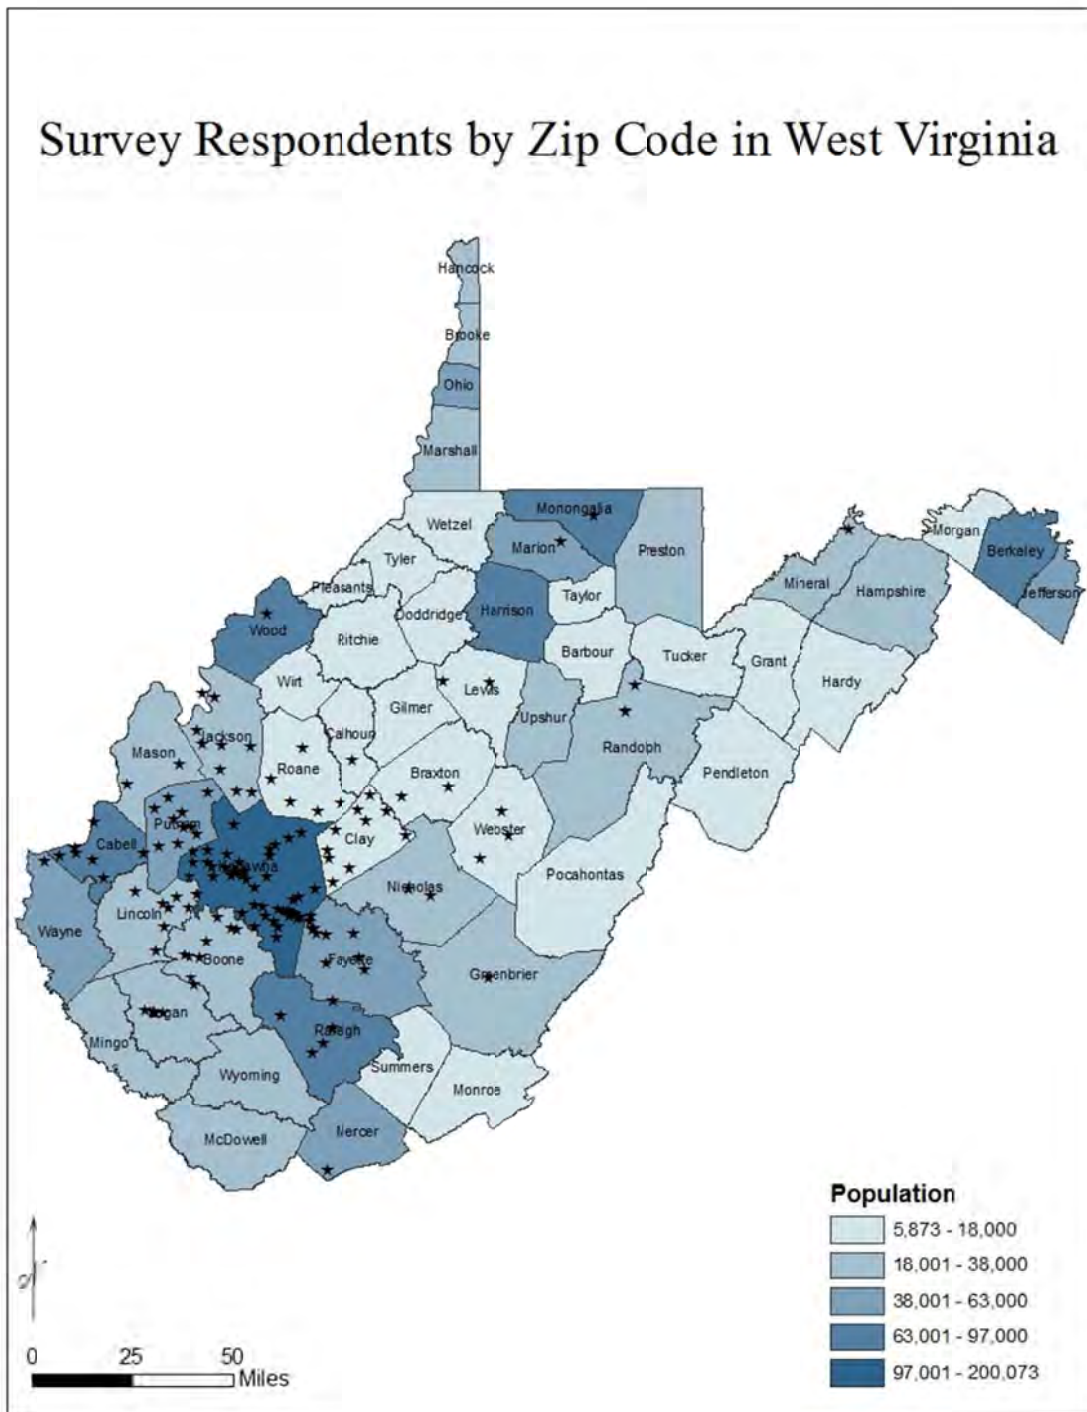 Survey Respondents by Zip Code in West Virginia
Hancock
Brooke
Ohio
Marshall
Wetzel
Monongalia
Marion
Preston
Tyler
Pleasants
Doddridge
Harrison
Taylor
Mineral
Hampshire
Morgan
Berkeley
Jefferson
Wood
Ritchie
Barbour
Tucker
Grant
Hardy
Wirt
Gilmer
Lewis
Upshur
Randoph
Pendleton
Mason
Jackson
Roane
Calhoun
Braxton
Webster
Pocahontas
Cabell
Putnam
Clay
Nicholas
Wayne
Lincoln
Boone
Fayette
Greenbrier
Mingo
Raleigh
Wyoming
Summers
Monroe
McDowell
Mercer
Population
5,873 - 18,000
18,001 - 38,000
38,001 - 63,000
63,001 - 97,000
97,001 - 200,073
0 25 50
Miles